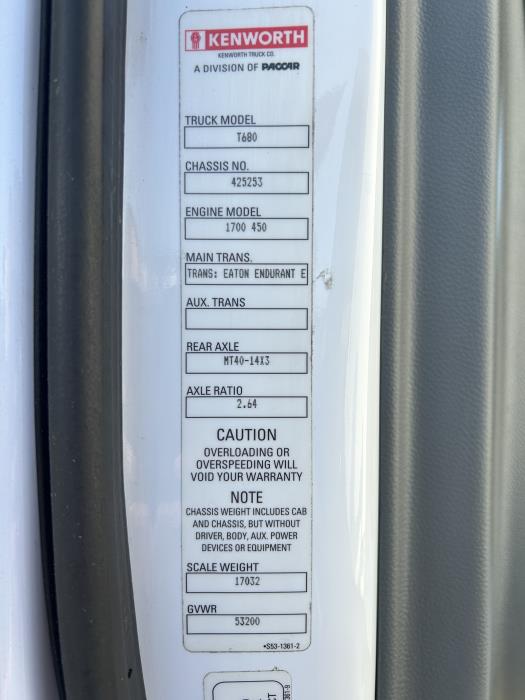 KENWORTH
KENWORTH TRUCK CO.
A DIVISION OF PACCAR
TRUCK MODEL
T680
CHASSIS NO.
425253
ENGINE MODEL
1700 450
MAIN TRANS.
TRANS: EATON ENDURANT E
AUX. TRANS
REAR AXLE
MT40-14X3
AXLE RATIO
2.64
CAUTION
OVERLOADING OR
OVERSPEEDING WILL
VOID YOUR WARRANTY
NOTE
CHASSIS WEIGHT INCLUDES CAB
AND CHASSIS, BUT WITHOUT
DRIVER, BODY, AUX. POWER
DEVICES OR EQUIPMENT
SCALE WEIGHT
17032
GVWR
53200
•S53-1361-2